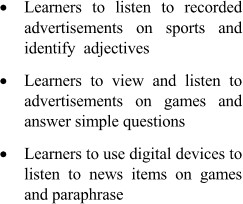 • Learners to listen to recorded
advertisements on sports and
identify adjectives
• Learners to view and listen to
advertisements on games and
answer simple questions
• Learners to use digital devices to
listen to news items on games
and paraphrase